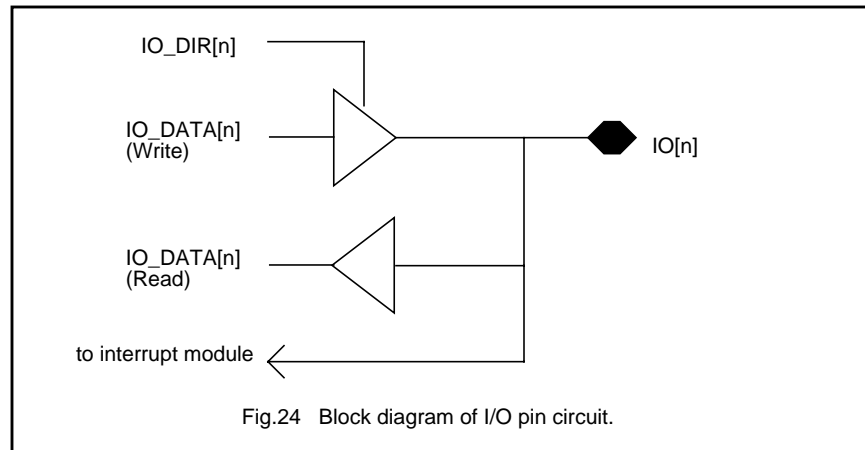 IO_DIR[n]
IO_DATA[n]
(Write)
IO[n]
IO_DATA[n]
(Read)
to interrupt module
Fig.24 Block diagram of I/O pin circuit.